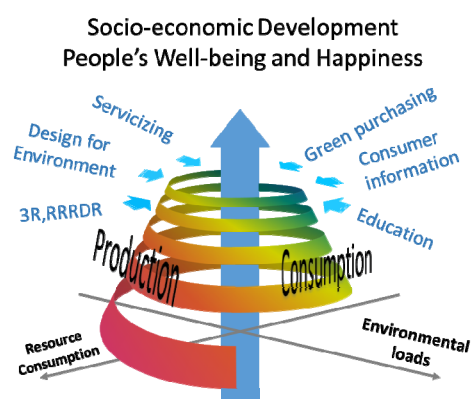 Socio-economic Development
People's Well-being and Happiness
Servicizing
Green purchasing
Design for
Environment
Consumer
information
3R,RRRDR
Education
Production
Consumption
Resource
Consumption
Environmental
loads